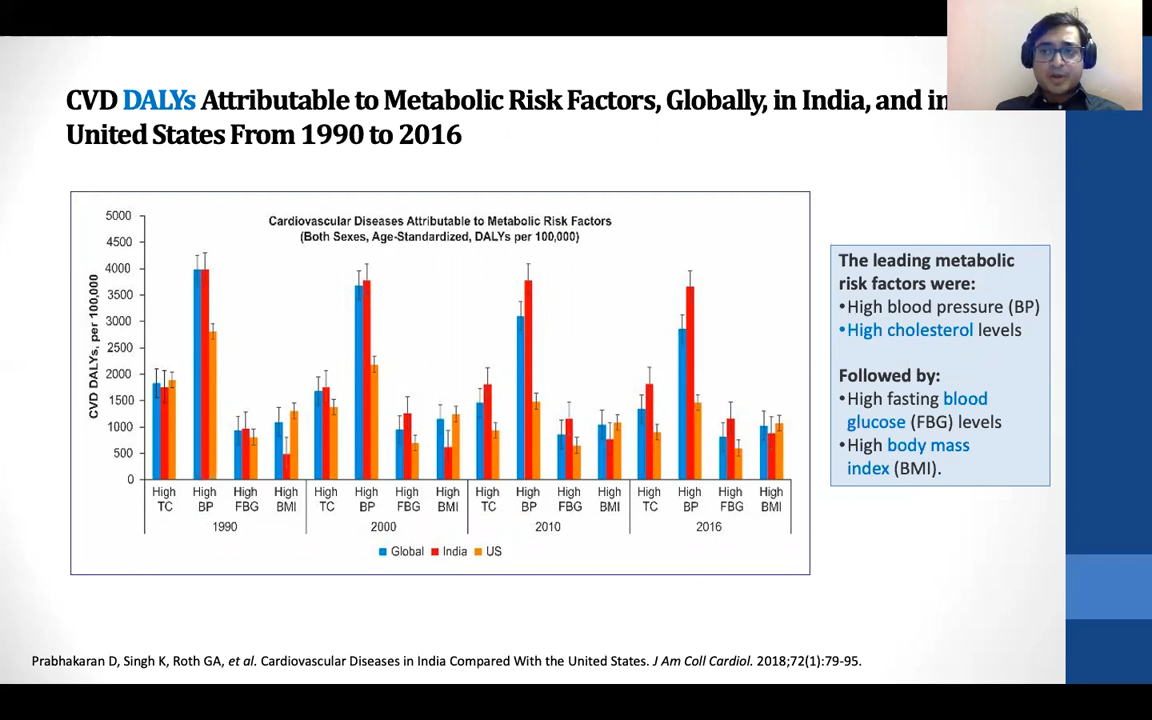 CVD DALYs Attributable to Metabolic Risk Factors, Globally, in India, and in
United States From 1990 to 2016
Cardiovascular Diseases Attributable to Metabolic Risk Factors
(Both Sexes, Age-Standardized, DALYs per 100,000)
CVD DALYs, per 100,000
5000
4500
4000
3500
3000
2500
2000
1500
1000
500
0
High TC
High BP
High FBG
High BMI
High TC
High BP
High FBG
High BMI
High TC
High BP
High FBG
High BMI
High TC
High BP
High FBG
High BMI
1990
2000
2010
2016
Global
India
US
The leading metabolic
risk factors were:
•High blood pressure (BP)
•High cholesterol levels
Followed by:
•High fasting blood
glucose (FBG) levels
•High body mass
index (BMI).
Prabhakaran D, Singh K, Roth GA, et al. Cardiovascular Diseases in India Compared With the United States. J Am Coll Cardiol. 2018;72(1):79-95.